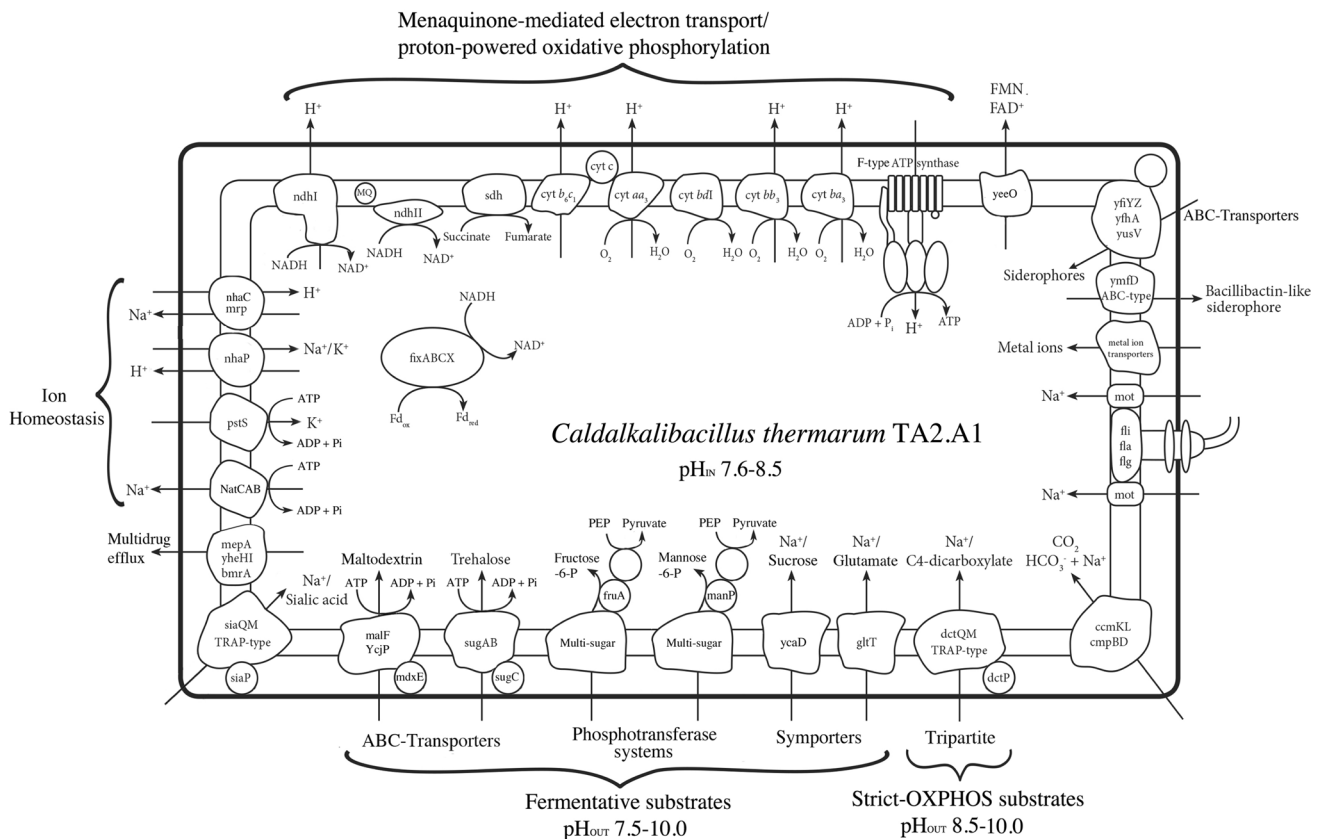 Menaquinone-mediated electron transport/
proton-powered oxidative phosphorylation
H⁺
H⁺
H⁺
H⁺
H⁺
FMN.
FAD⁺
ndhI
MQ
ndhII
sdh
cyt b₆c₁
cyt c
cyt aa₃
cyt bdI
cyt bb₃
cyt ba₃
F-type ATP synthase
yeeO
NADH
NAD⁺
NADH
NAD⁺
Succinate
Fumarate
O₂
H₂O
O₂
H₂O
O₂
H₂O
O₂
H₂O
ADP + Pᵢ
H⁺
ATP
yfiYZ
yfhA
yusV
ABC-Transporters
Siderophores
ymfD
ABC-type
Bacillibactin-like
siderophore
Metal ions
metal ion
transporters
Na⁺
mot
fli
fla
flg
Na⁺
mot
Ion
Homeostasis
nhaC
mrp
H⁺
Na⁺
nhaP
Na⁺/K⁺
H⁺
pstS
ATP
K⁺
ADP + Pi
NatCAB
ATP
Na⁺
ADP + Pi
Multidrug
efflux
mepA
yheHI
bmrA
fixABCX
NADH
NAD⁺
Fdₒₓ
Fd_red
Caldalkalibacillus thermarum TA2.A1
pH_IN 7.6-8.5
siaQM
TRAP-type
Na⁺/
Sialic acid
siaP
Maltodextrin
ATP
ADP + Pi
malF
YcjP
mdxE
Trehalose
ATP
ADP + Pi
sugAB
sugC
PEP
Pyruvate
Fructose
-6-P
fruA
Multi-sugar
PEP
Pyruvate
Mannose
-6-P
manP
Multi-sugar
Na⁺/
Sucrose
ycaD
Na⁺/
Glutamate
gltT
Na⁺/
C4-dicarboxylate
dctQM
TRAP-type
dctP
CO₂
HCO₃⁻ + Na⁺
ccmKL
cmpBD
ABC-Transporters
Phosphotransferase
systems
Symporters
Tripartite
Fermentative substrates
pH_OUT 7.5-10.0
Strict-OXPHOS substrates
pH_OUT 8.5-10.0